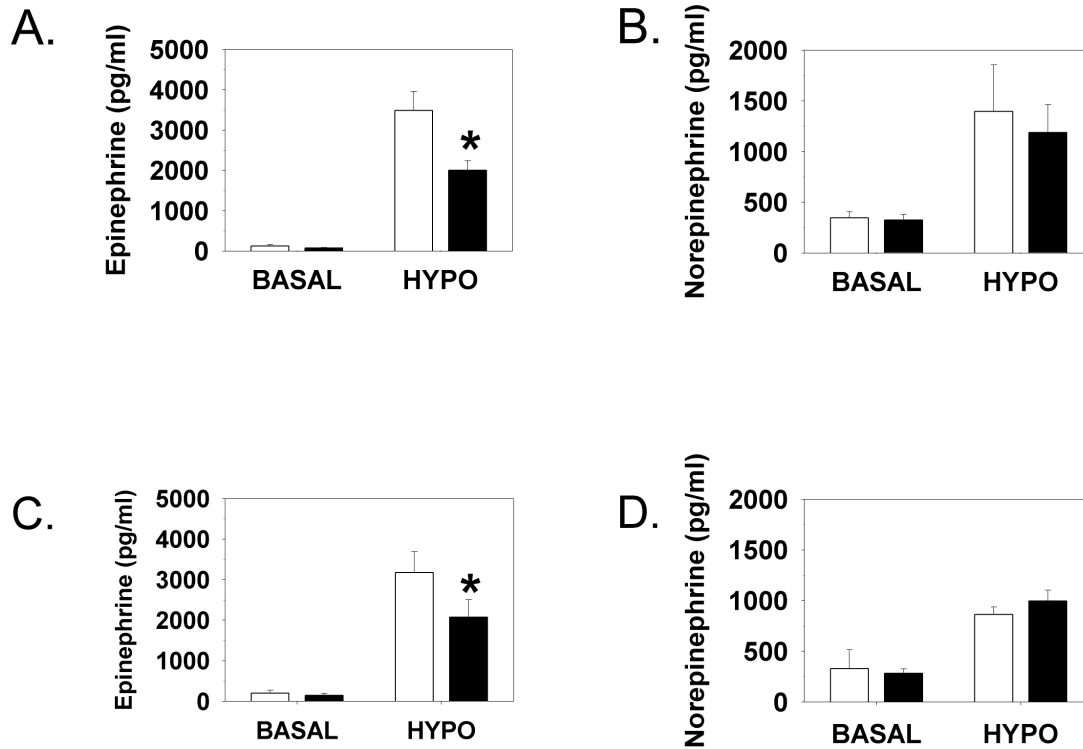 A.
Epinephrine (pg/ml)
5000
4000
3000
2000
1000
0
*
BASAL HYPO
B.
Norepinephrine (pg/ml)
2000
1500
1000
500
0
BASAL HYPO
C.
Epinephrine (pg/ml)
5000
4000
3000
2000
1000
0
*
BASAL HYPO
D.
Norepinephrine (pg/ml)
2000
1500
1000
500
0
BASAL HYPO